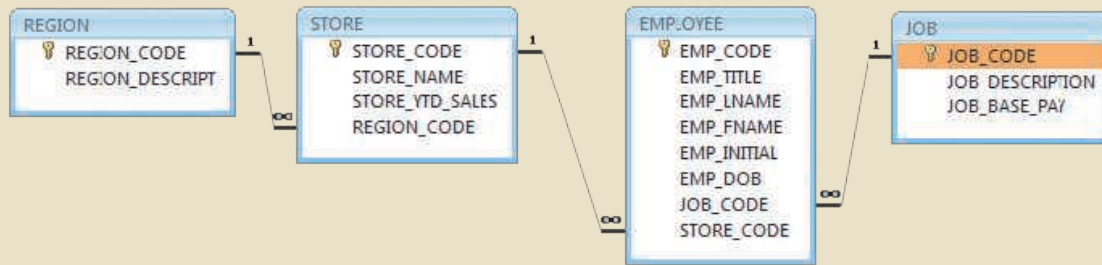 REGION
REGION_CODE
REGION_DESCRIPT
1
∞
STORE
STORE_CODE
STORE_NAME
STORE_YTD_SALES
REGION_CODE
1
∞
EMPLOYEE
EMP_CODE
EMP_TITLE
EMP_LNAME
EMP_FNAME
EMP_INITIAL
EMP_DOB
JOB_CODE
STORE_CODE
1
∞
JOB
JOB_CODE
JOB_DESCRIPTION
JOB_BASE_PAY